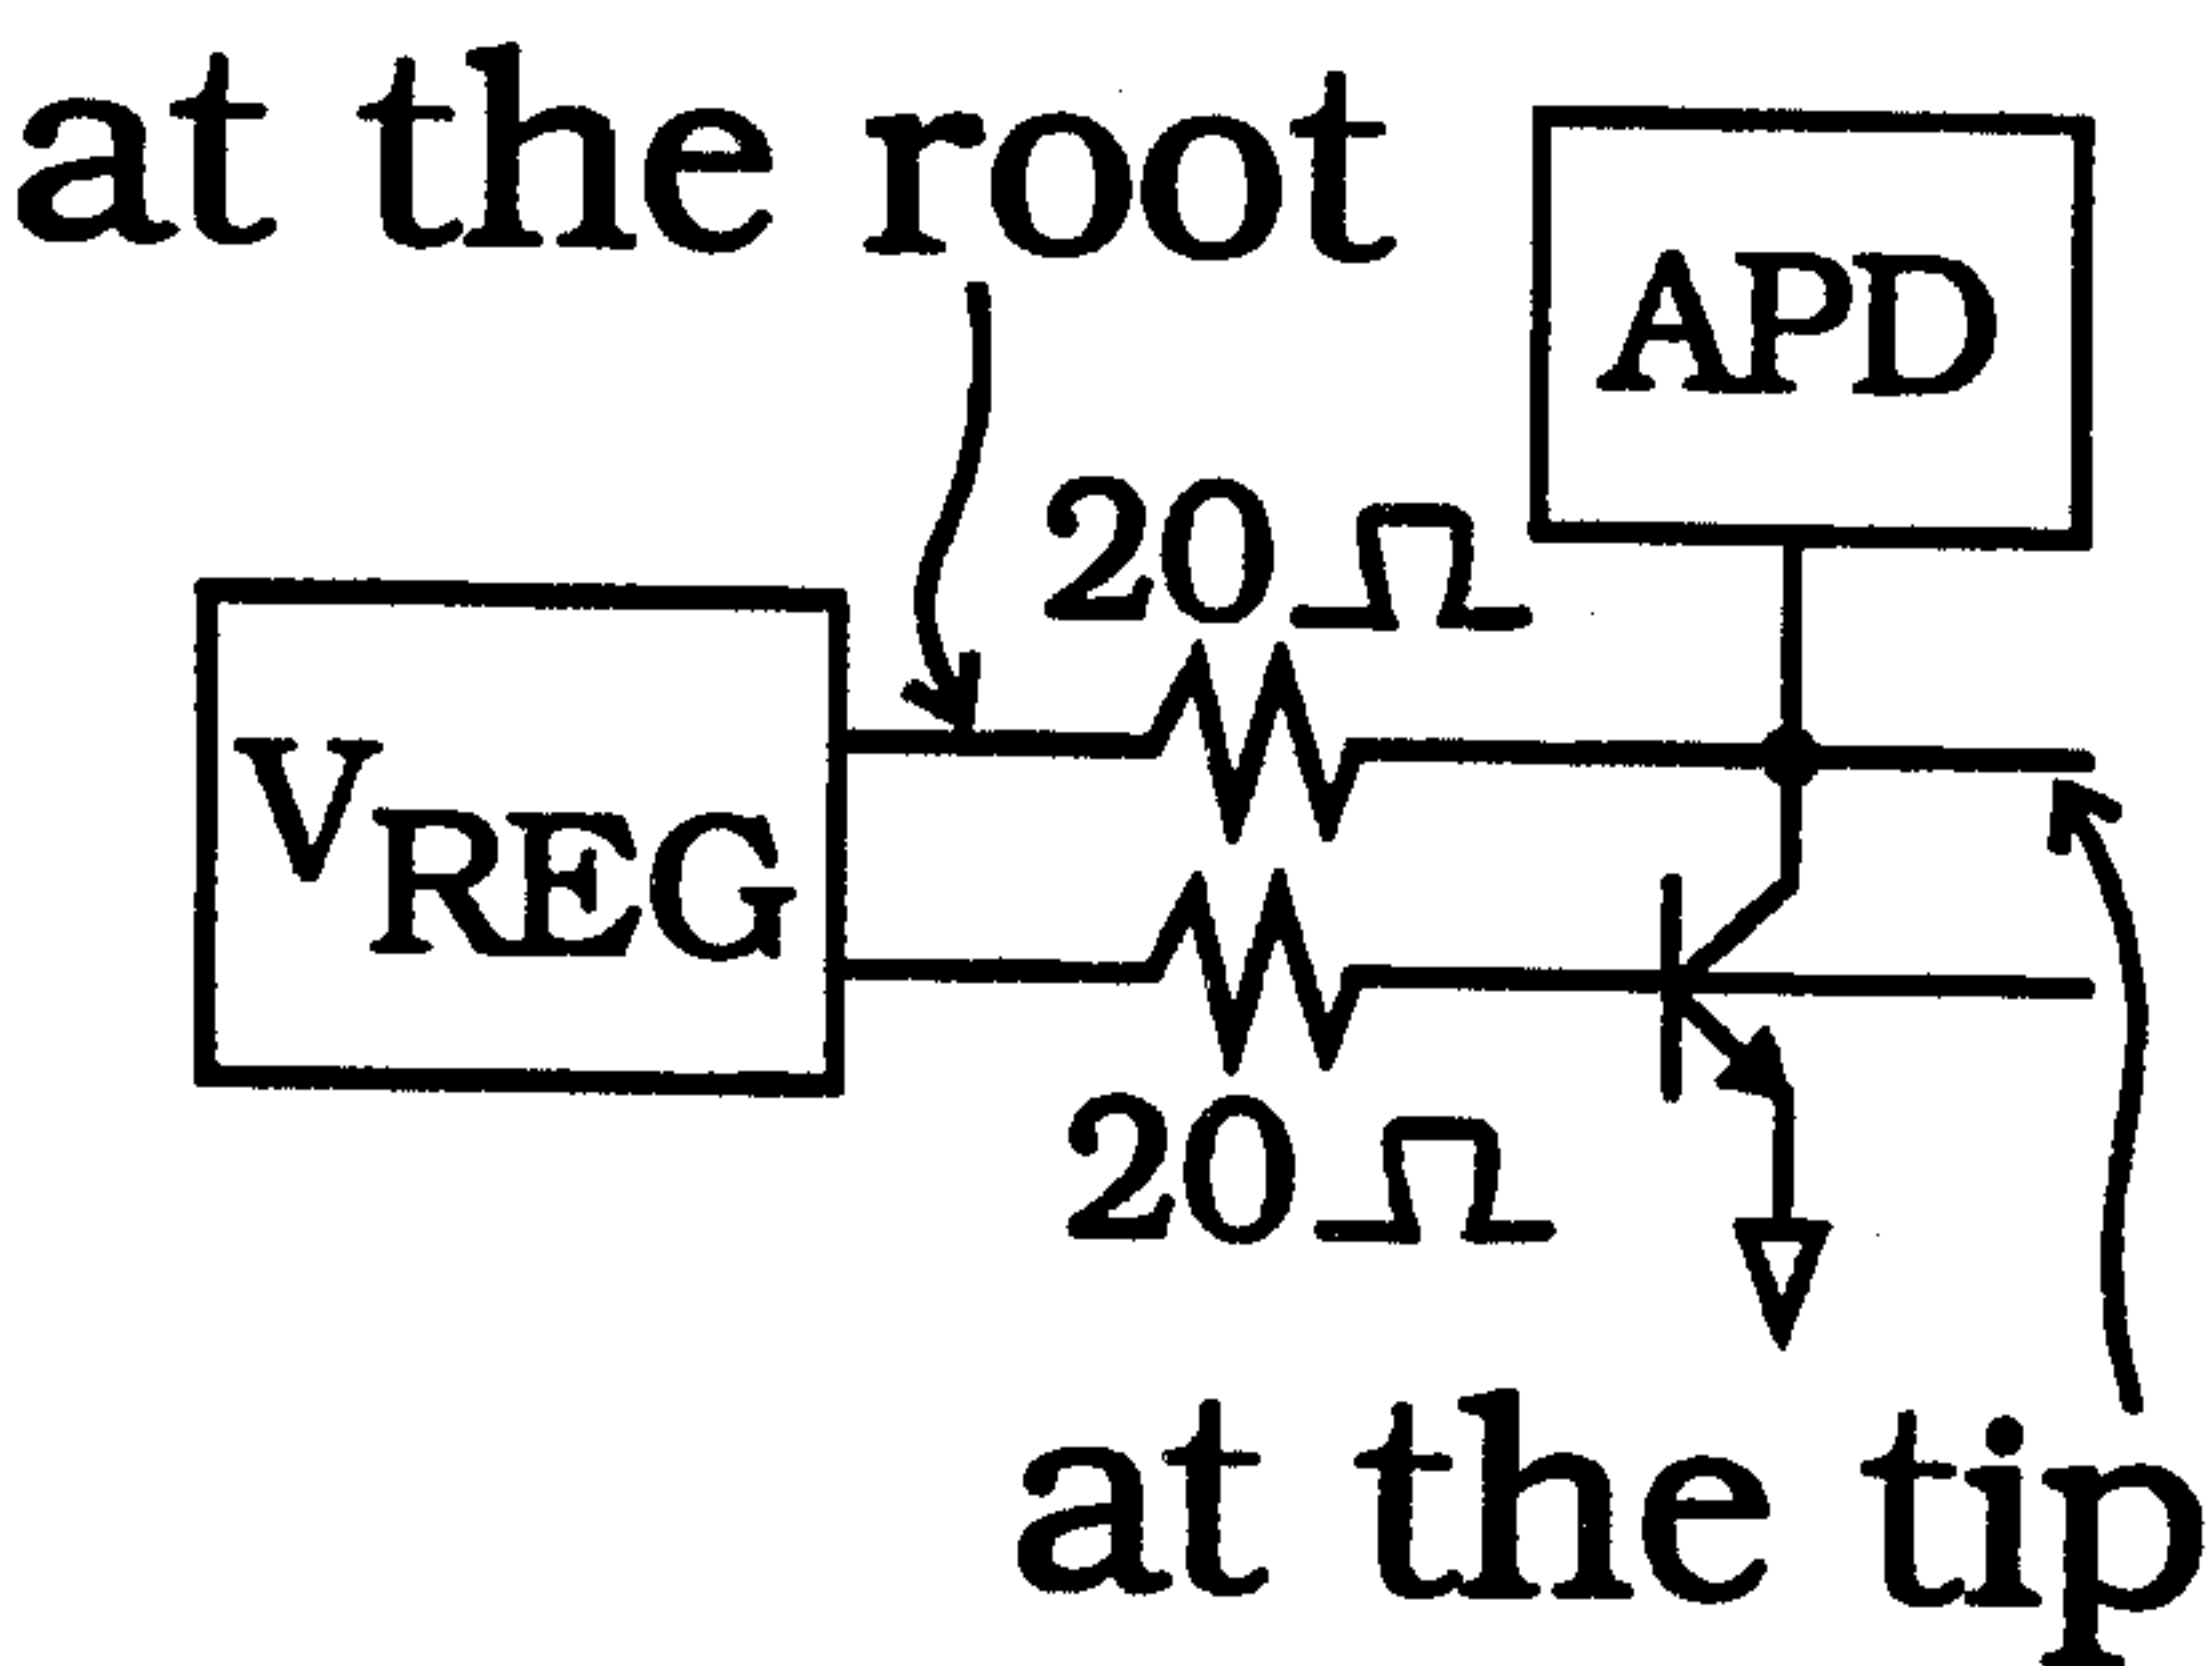 at the root
APD
20Ω
VREG
20Ω
at the tip